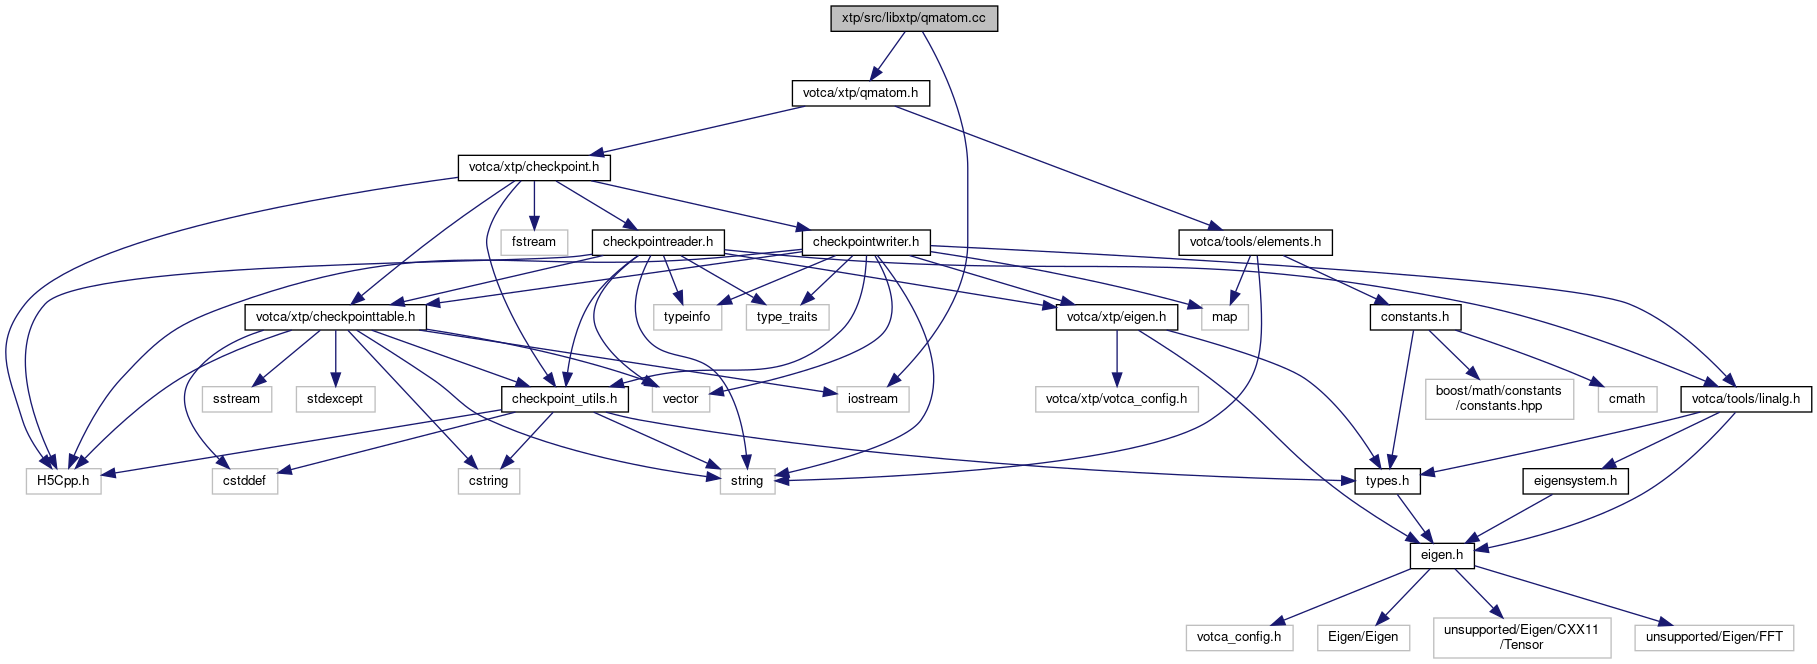 xtp/src/libxtp/qmatom.cc
votca/xtp/qmatom.h
votca/xtp/checkpoint.h
fstream
checkpointreader.h
checkpointwriter.h
votca/tools/elements.h
votca/xtp/checkpointtable.h
typeinfo
type_traits
votca/xtp/eigen.h
map
constants.h
sstream
stdexcept
checkpoint_utils.h
vector
iostream
votca/xtp/votca_config.h
boost/math/constants
/constants.hpp
cmath
votca/tools/linalg.h
H5Cpp.h
cstddef
cstring
string
types.h
eigensystem.h
eigen.h
votca_config.h
Eigen/Eigen
unsupported/Eigen/CXX11
/Tensor
unsupported/Eigen/FFT